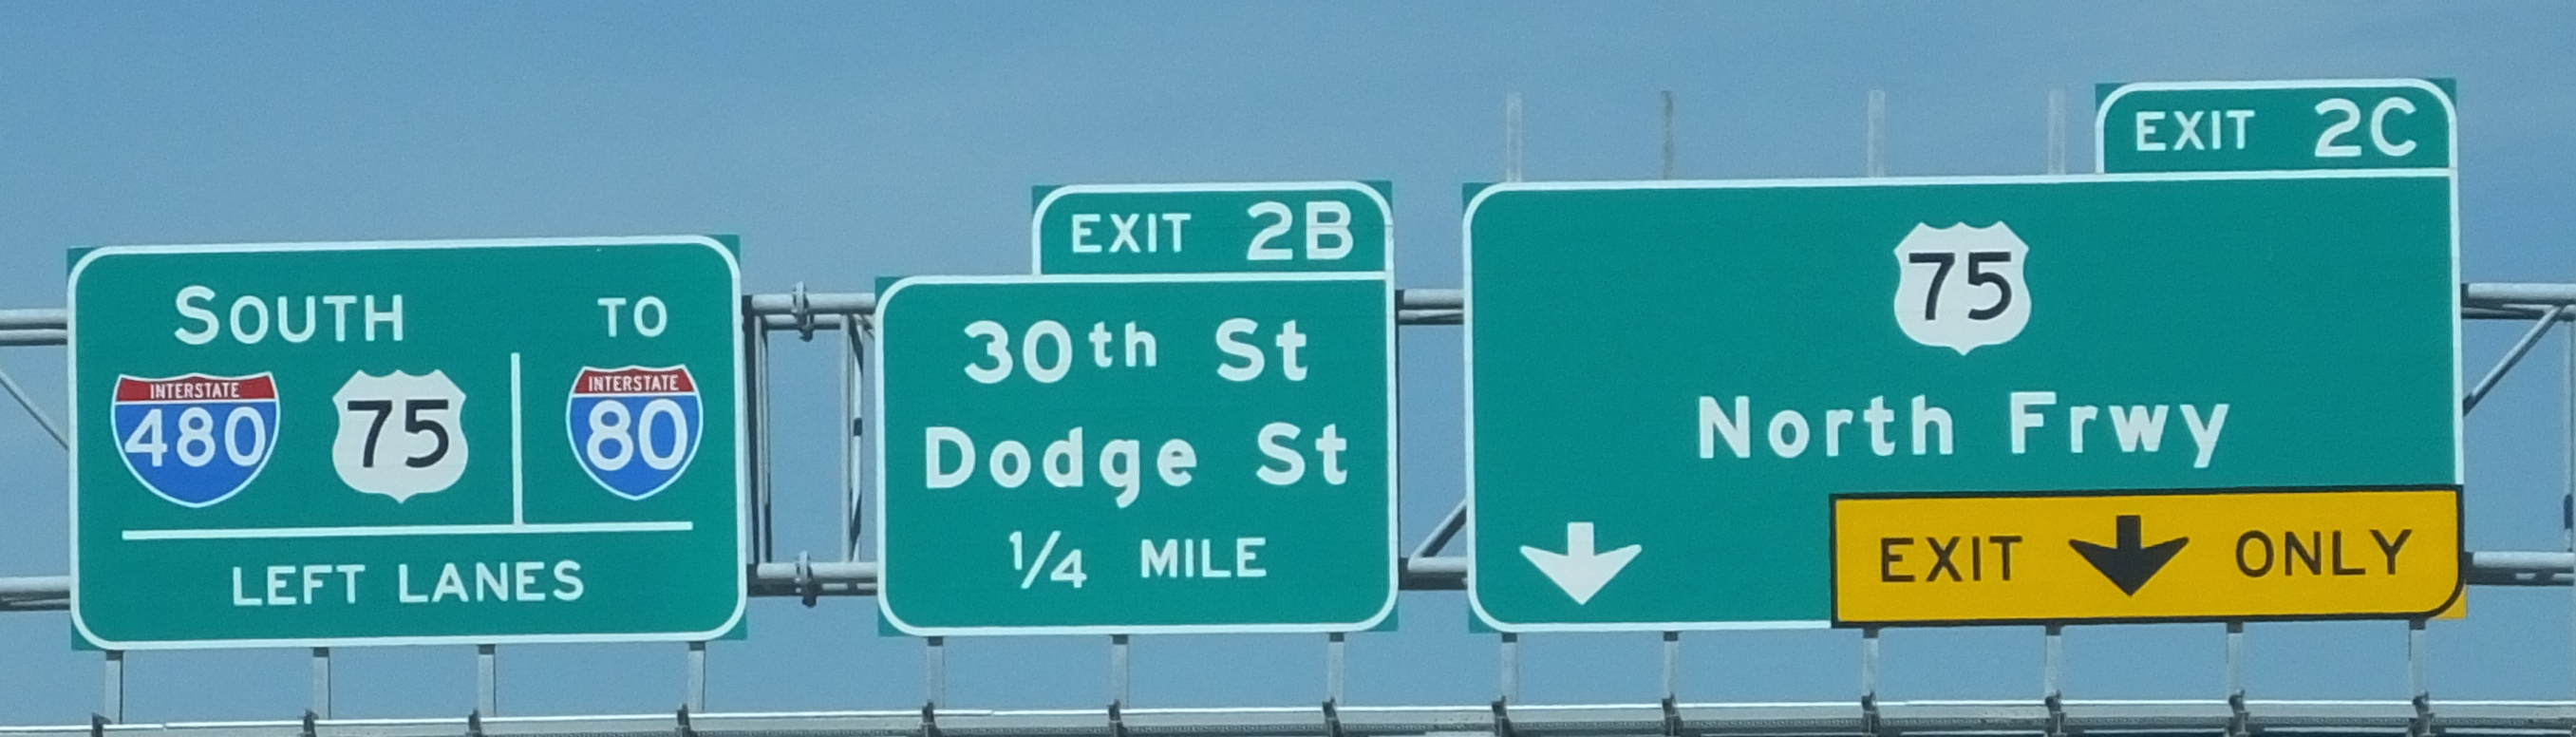 SOUTH TO
INTERSTATE 480 75 INTERSTATE 80
LEFT LANES
EXIT 2B
30th St
Dodge St
1/4 MILE
EXIT 2C
75
North Frwy
EXIT ONLY